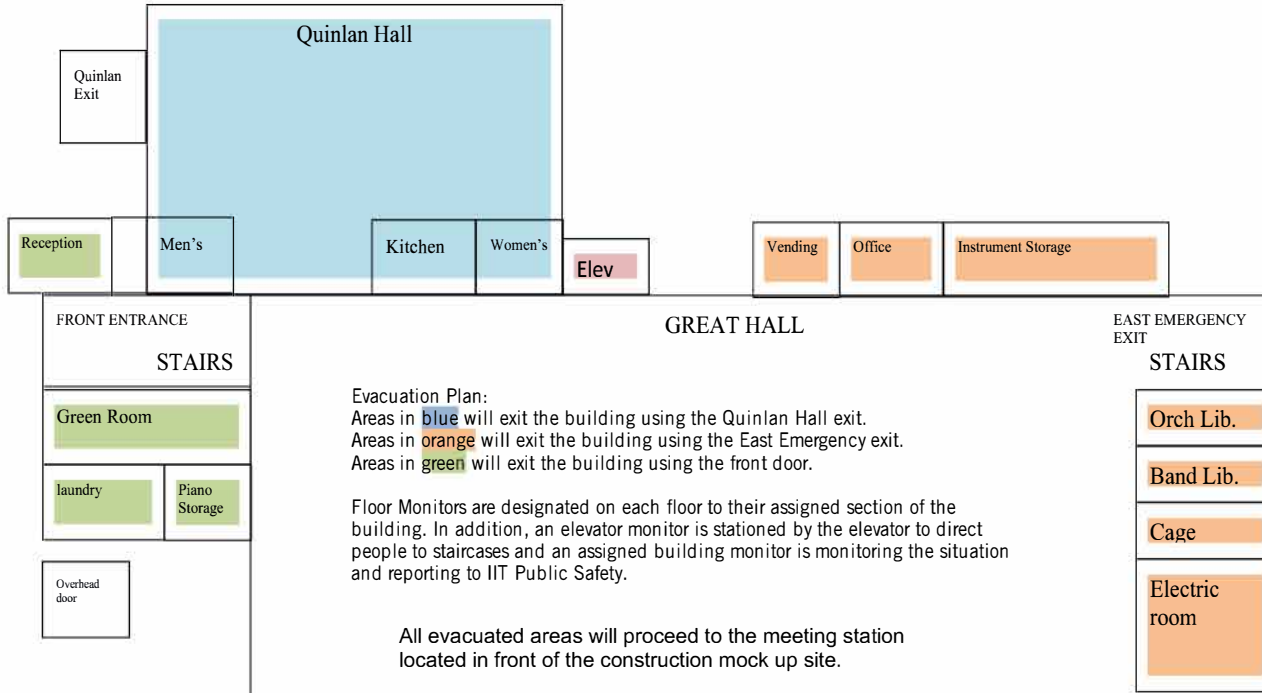 Quinlan Hall
Quinlan
Exit
Reception
Men's
Kitchen
Women's
Elev
Vending
Office
Instrument Storage
FRONT ENTRANCE
STAIRS
GREAT HALL
EAST EMERGENCY
EXIT
STAIRS
Green Room
laundry
Piano
Storage
Overhead
door
Evacuation Plan:
Areas in blue will exit the building using the Quinlan Hall exit.
Areas in orange will exit the building using the East Emergency exit.
Areas in green will exit the building using the front door.
Floor Monitors are designated on each floor to their assigned section of the
building. In addition, an elevator monitor is stationed by the elevator to direct
people to staircases and an assigned building monitor is monitoring the situation
and reporting to IIT Public Safety.
All evacuated areas will proceed to the meeting station
located in front of the construction mock up site.
Orch Lib.
Band Lib.
Cage
Electric
room